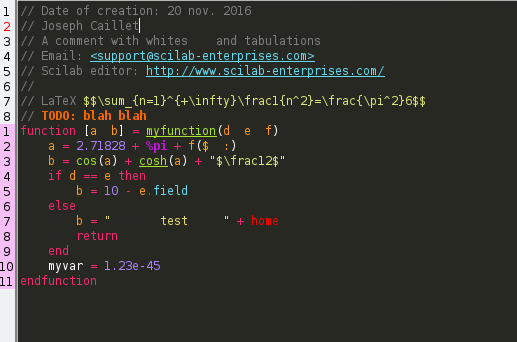 1 // Date of creation: 20 nov. 2016
2 // Joseph Caillet
3 // A comment with whites    and tabulations
4 // Email: <support@scilab-enterprises.com>
5 // Scilab editor: http://www.scilab-enterprises.com/
6 //
7 // LaTeX $$\sum_{n=1}^{+\infty}\frac1{n^2}=\frac{\pi^2}6$$
8 // TODO: blah blah
1 function [a  b] = myfunction(d  e  f)
2     a = 2.71828 + %pi + f($  :)
3     b = cos(a) + cosh(a) + "$\frac12$"
4     if d == e then
5         b = 10 - e.field
6     else
7         b = "       test     " + home
8         return
9     end
10     myvar = 1.23e-45
11 endfunction